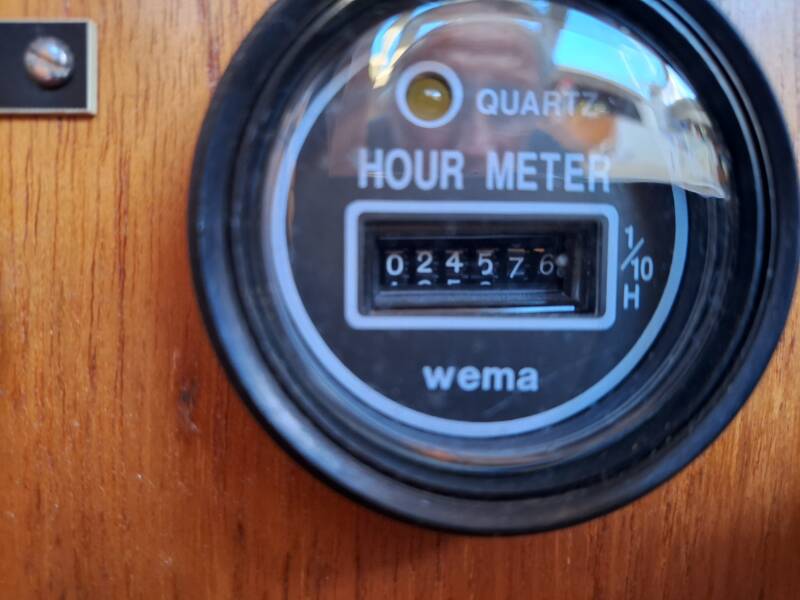 QUARTZ
HOUR METER
024576
1/10
H
wema